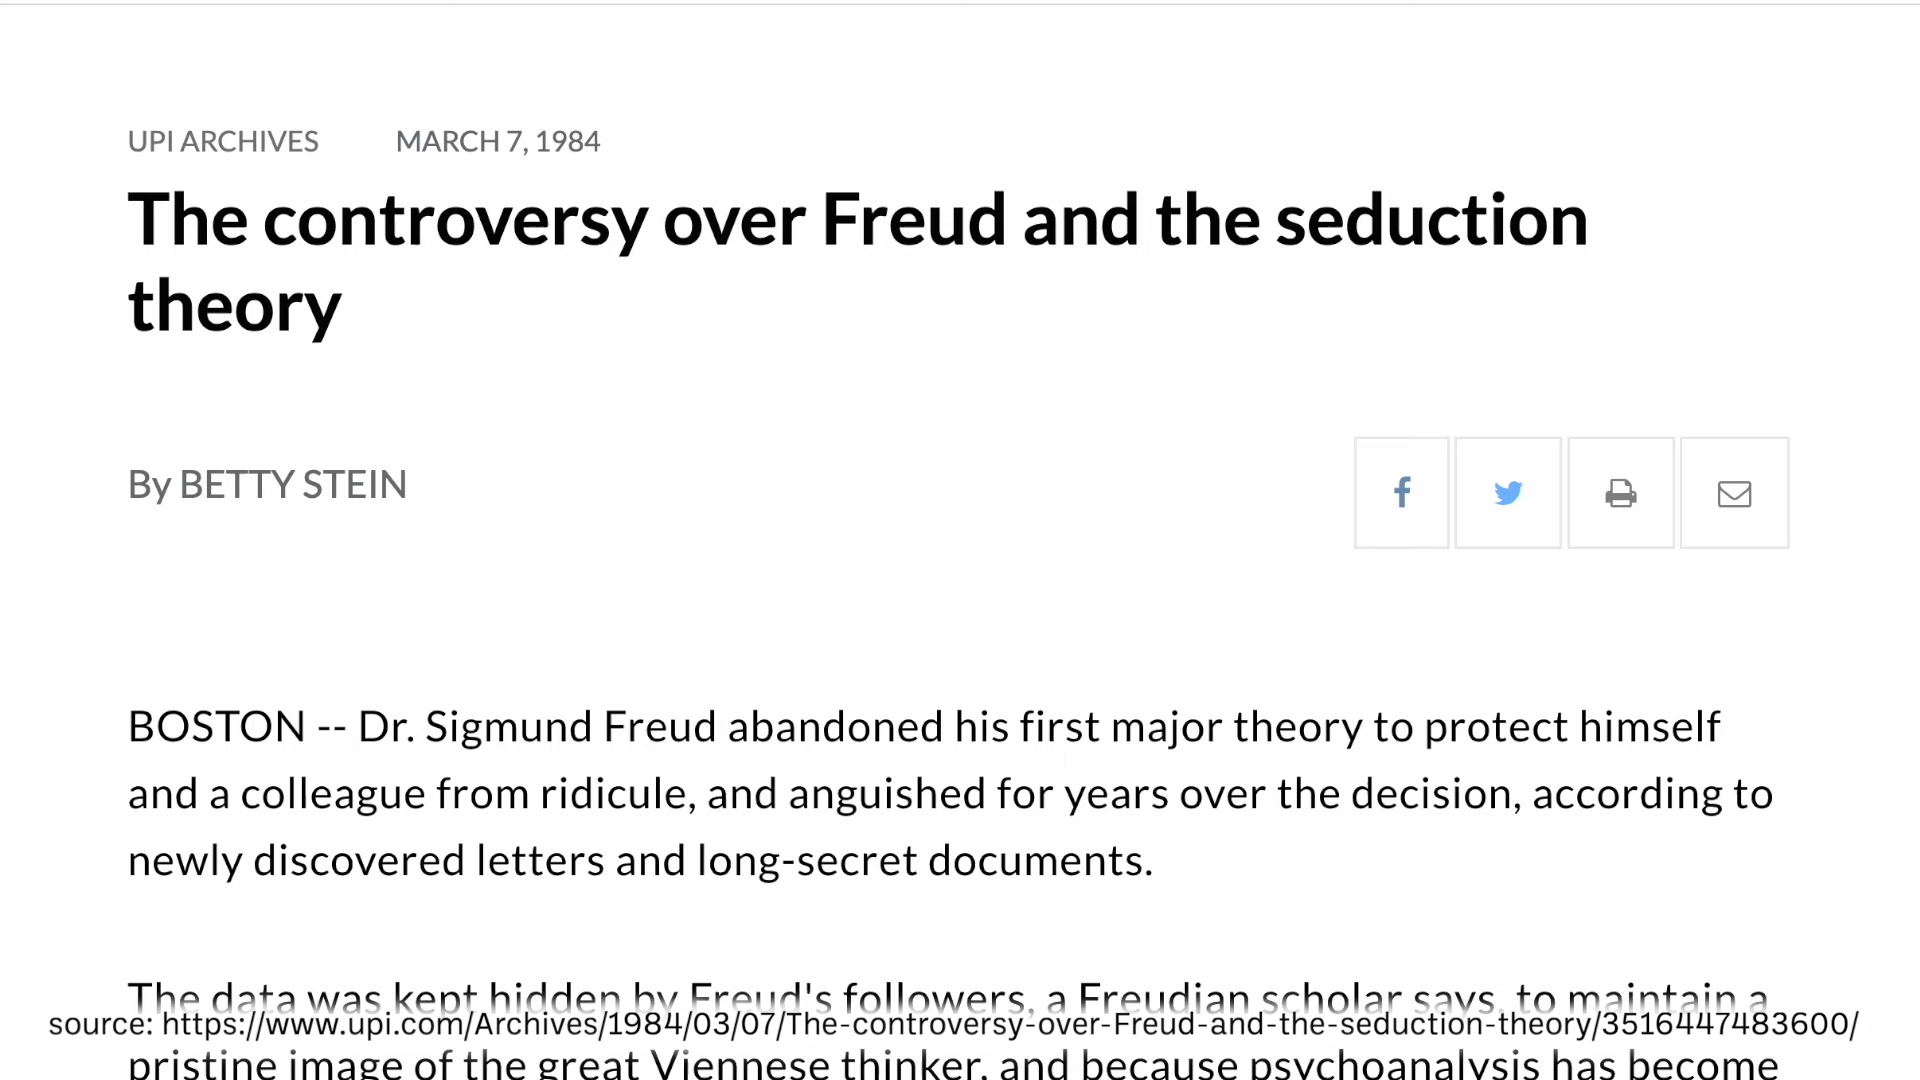 UPI ARCHIVES MARCH 7, 1984
The controversy over Freud and the seduction
theory
By BETTY STEIN
BOSTON -- Dr. Sigmund Freud abandoned his first major theory to protect himself
and a colleague from ridicule, and anguished for years over the decision, according to
newly discovered letters and long-secret documents.
The data was kept hidden by Freud's followers, a Freudian scholar says, to maintain a
source: https://www.upi.com/Archives/1984/03/07/The-controversy-over-Freud-and-the-seduction-theory/3516447483600/
pristine image of the great Viennese thinker, and because psychoanalysis has become